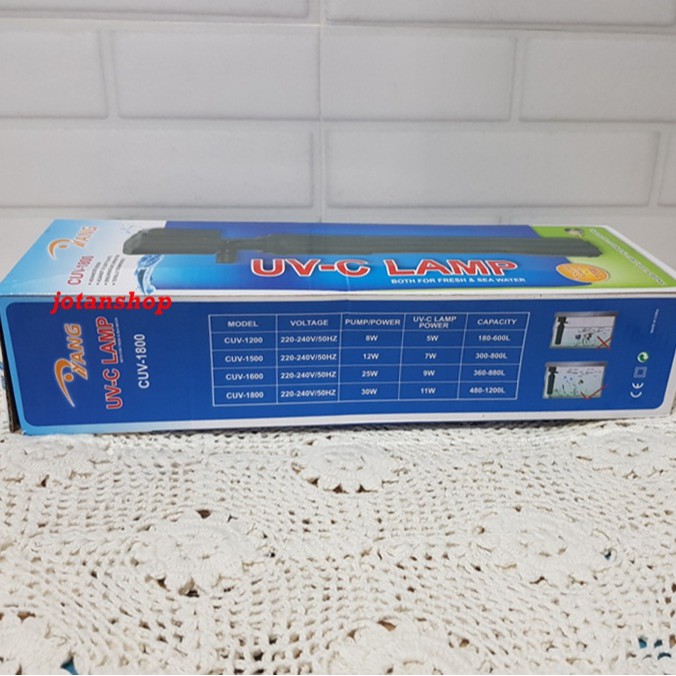 YANG
CUV-1800
UV-C LAMP
BOTH FOR FRESH & SEA WATER
jotanshop
YANG
UV-C LAMP
CUV-1800
MODEL VOLTAGE PUMP/POWER UV-C LAMP POWER CAPACITY
CUV-1200 220-240V/50HZ 8W 5W 180-600L
CUV-1500 220-240V/50HZ 12W 7W 300-800L
CUV-1600 220-240V/50HZ 25W 9W 360-880L
CUV-1800 220-240V/50HZ 30W 11W 480-1200L
CE